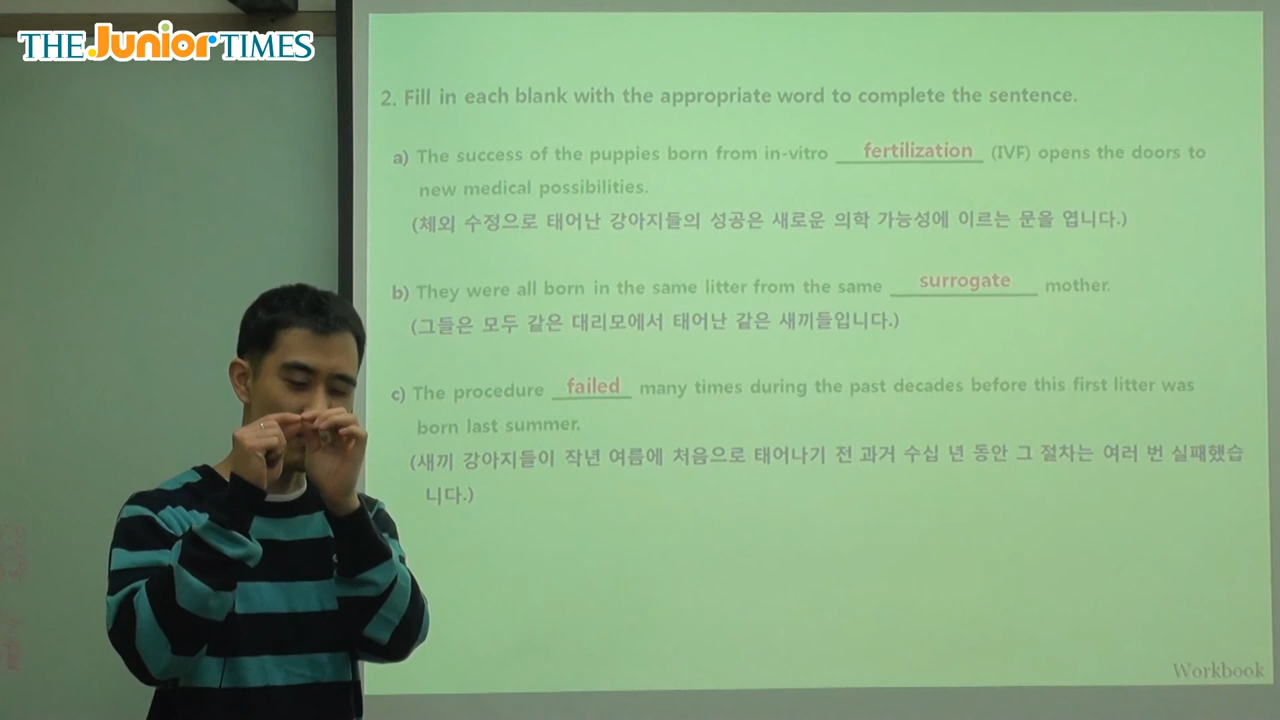 THE Junior TIMES
2. Fill in each blank with the appropriate word to complete the sentence.
a) The success of the puppies born from in-vitro fertilization (IVF) opens the doors to
new medical possibilities.
(체외 수정으로 태어난 강아지들의 성공은 새로운 의학 가능성에 이르는 문을 엽니다.)
b) They were all born in the same litter from the same surrogate mother.
(그들은 모두 같은 대리모에서 태어난 같은 새끼들입니다.)
c) The procedure failed many times during the past decades before this first litter was
born last summer.
(새끼 강아지들이 작년 여름에 처음으로 태어나기 전 과거 수십 년 동안 그 절차는 여러 번 실패했습
니다.)
Workbook